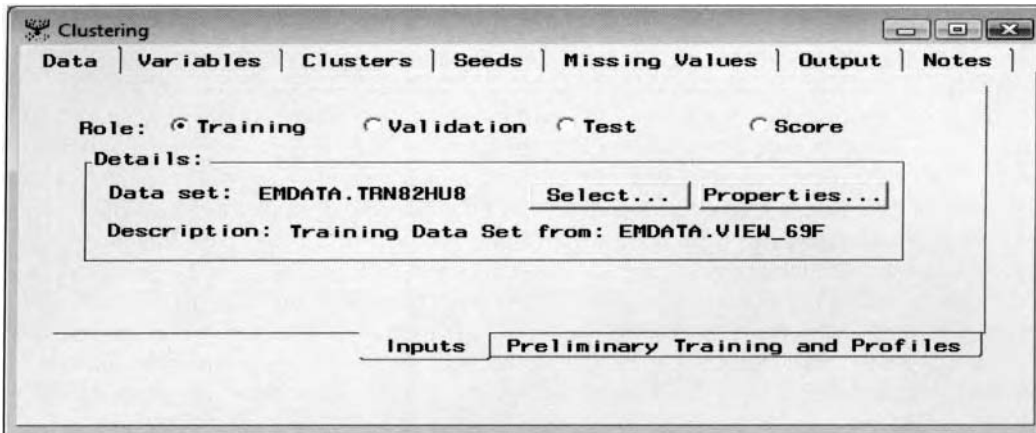 Clustering
Data Variables Clusters Seeds Missing Values Output Notes
Role: Training Validation Test Score
Details:
Data set: EMDATA.TRN82HU8 Select... Properties...
Description: Training Data Set from: EMDATA.VIEW_69F
Inputs Preliminary Training and Profiles